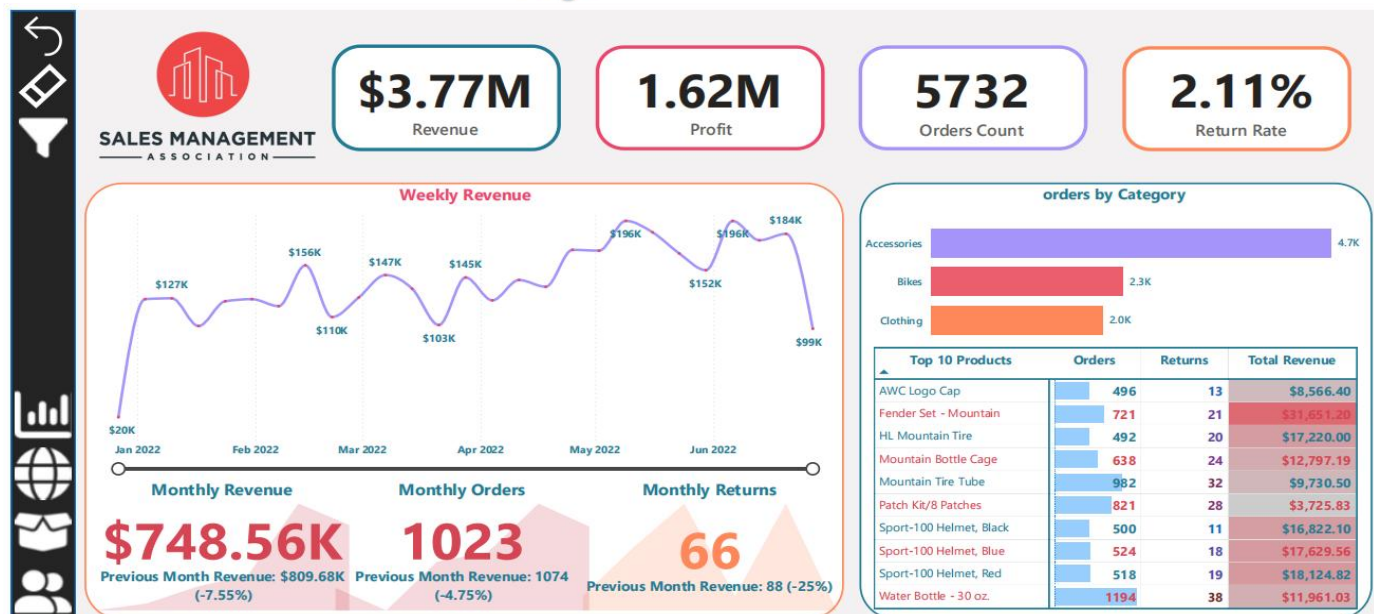 SALES MANAGEMENT
ASSOCIATION
$3.77M
Revenue
1.62M
Profit
5732
Orders Count
2.11%
Return Rate
Weekly Revenue
$20K
$127K
$156K
$110K
$147K
$103K
$145K
$196K
$152K
$196K
$184K
$99K
Jan 2022 Feb 2022 Mar 2022 Apr 2022 May 2022 Jun 2022
Monthly Revenue
$748.56K
Previous Month Revenue: $809.68K
(-7.55%)
Monthly Orders
1023
Previous Month Revenue: 1074
(-4.75%)
Monthly Returns
66
Previous Month Revenue: 88 (-25%)
orders by Category
Accessories 4.7K
Bikes 2.3K
Clothing 2.0K
Top 10 Products Orders Returns Total Revenue
AWC Logo Cap 496 13 $8,566.40
Fender Set - Mountain 721 21 $31,651.20
HL Mountain Tire 492 20 $17,220.00
Mountain Bottle Cage 638 24 $12,797.19
Mountain Tire Tube 982 32 $9,730.50
Patch Kit/8 Patches 821 28 $3,725.83
Sport-100 Helmet, Black 500 11 $16,822.10
Sport-100 Helmet, Blue 524 18 $17,629.56
Sport-100 Helmet, Red 518 19 $18,124.82
Water Bottle - 30 oz. 1194 38 $11,961.03